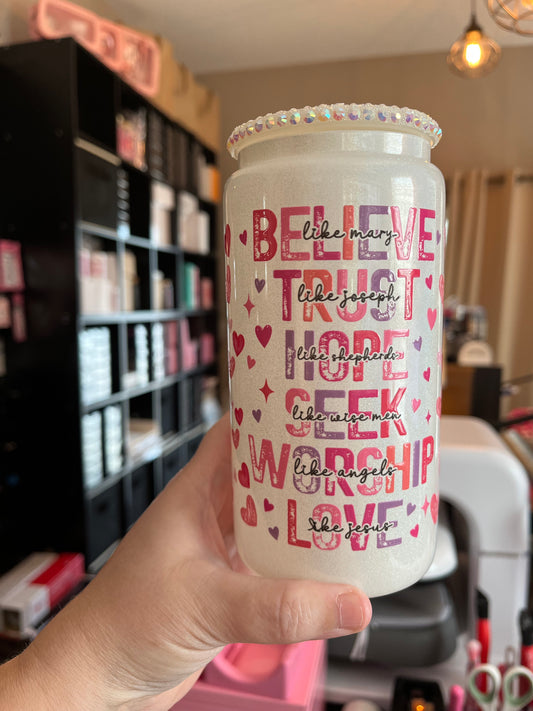 BELIEVE
like mary
TRUST
like joseph
HOPE
like shepherds
SEEK
like wise men
WORSHIP
like angels
LOVE
like jesus